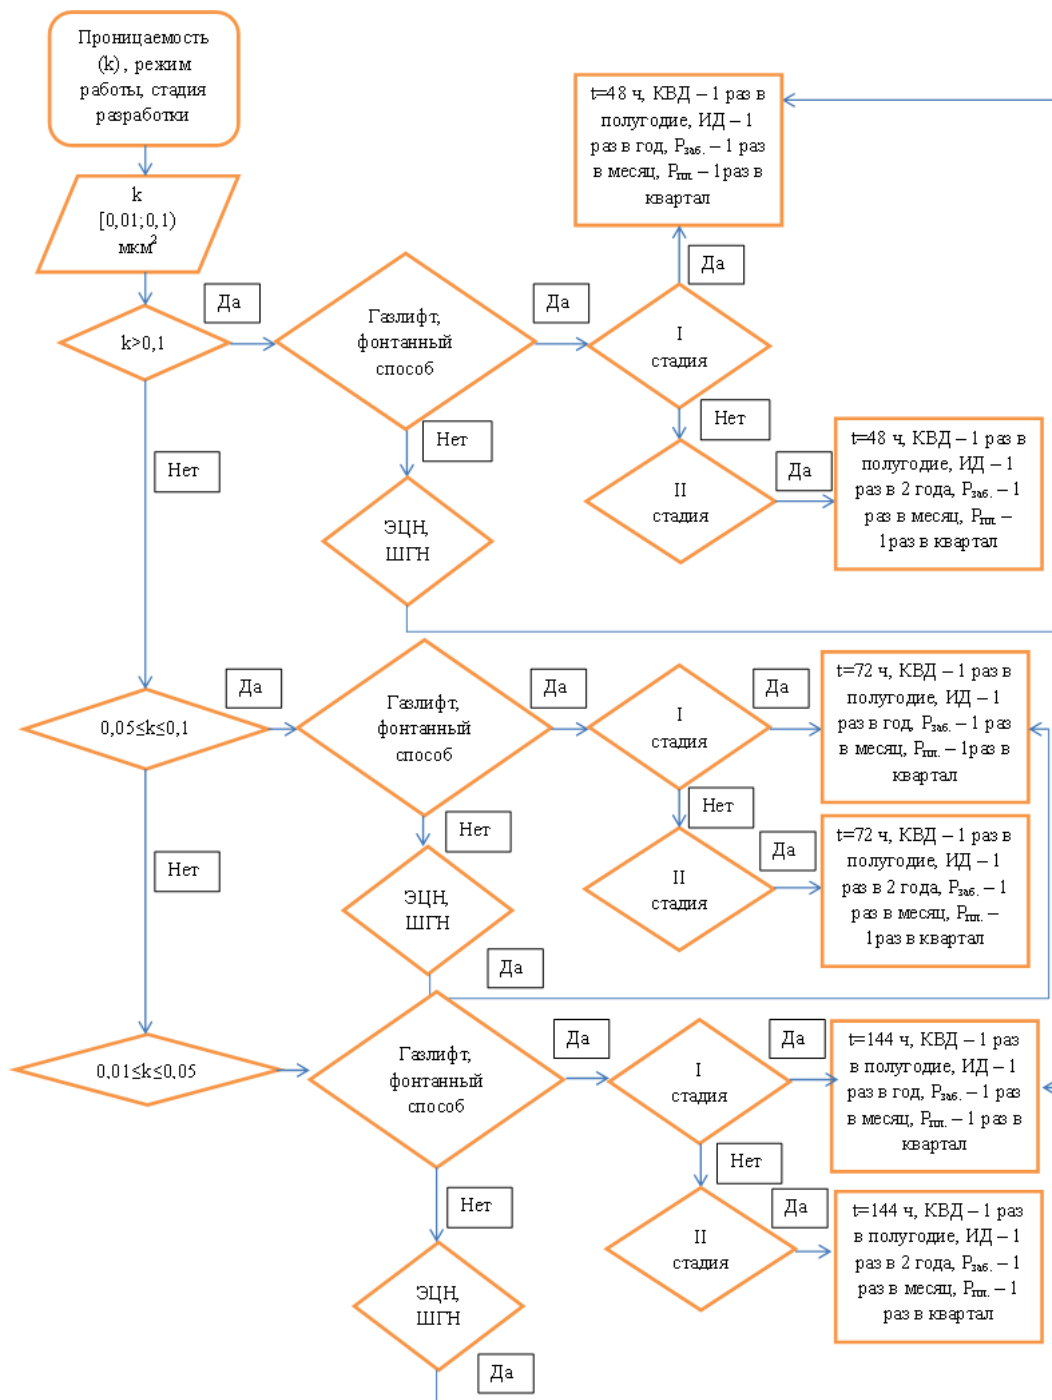 Проницаемость
(k) , режим
работы, стадия
разработки
k
[0,01;0,1)
мкм²
k>0,1
Да
Газлифт,
фонтанный
способ
Да
I
стадия
Да
t=48 ч, КВД – 1 раз в
полугодие, ИД – 1
раз в год, Рзаб. – 1 раз
в месяц, Рпл. – 1раз в
квартал
Нет
II
стадия
Да
t=48 ч, КВД – 1 раз в
полугодие, ИД – 1
раз в 2 года, Рзаб. – 1
раз в месяц, Рпл. –
1раз в квартал
Нет
ЭЦН,
ШГН
Нет
0,05≤k≤0,1
Да
Газлифт,
фонтанный
способ
Да
I
стадия
Да
t=72 ч, КВД – 1 раз в
полугодие, ИД – 1
раз в год, Рзаб. – 1 раз
в месяц, Рпл. – 1раз в
квартал
Нет
II
стадия
Да
t=72 ч, КВД – 1 раз в
полугодие, ИД – 1
раз в 2 года, Рзаб. – 1
раз в месяц, Рпл. –
1раз в квартал
Нет
ЭЦН,
ШГН
Да
Нет
0,01≤k≤0,05
Газлифт,
фонтанный
способ
Да
I
стадия
Да
t=144 ч, КВД – 1 раз
в полугодие, ИД – 1
раз в год, Рзаб. – 1 раз
в месяц, Рпл. – 1 раз в
квартал
Нет
II
стадия
Да
t=144 ч, КВД – 1 раз
в полугодие, ИД – 1
раз в 2 года, Рзаб. – 1
раз в месяц, Рпл. – 1
раз в квартал
Нет
ЭЦН,
ШГН
Да